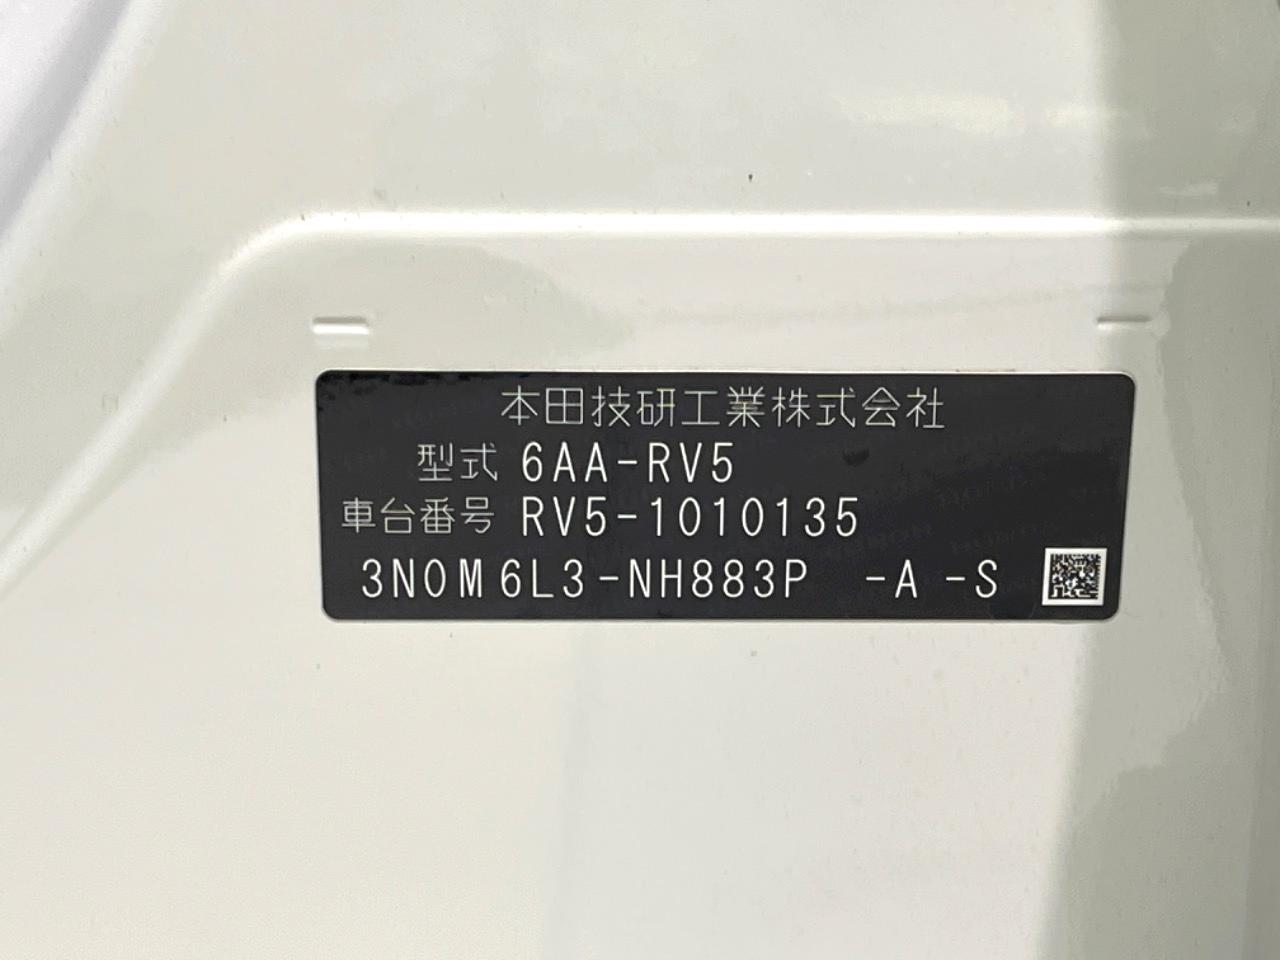 本田技研工業株式会社
型式 6AA-RV5
車台番号 RV5-1010135
3N0M6L3-NH883P -A -S